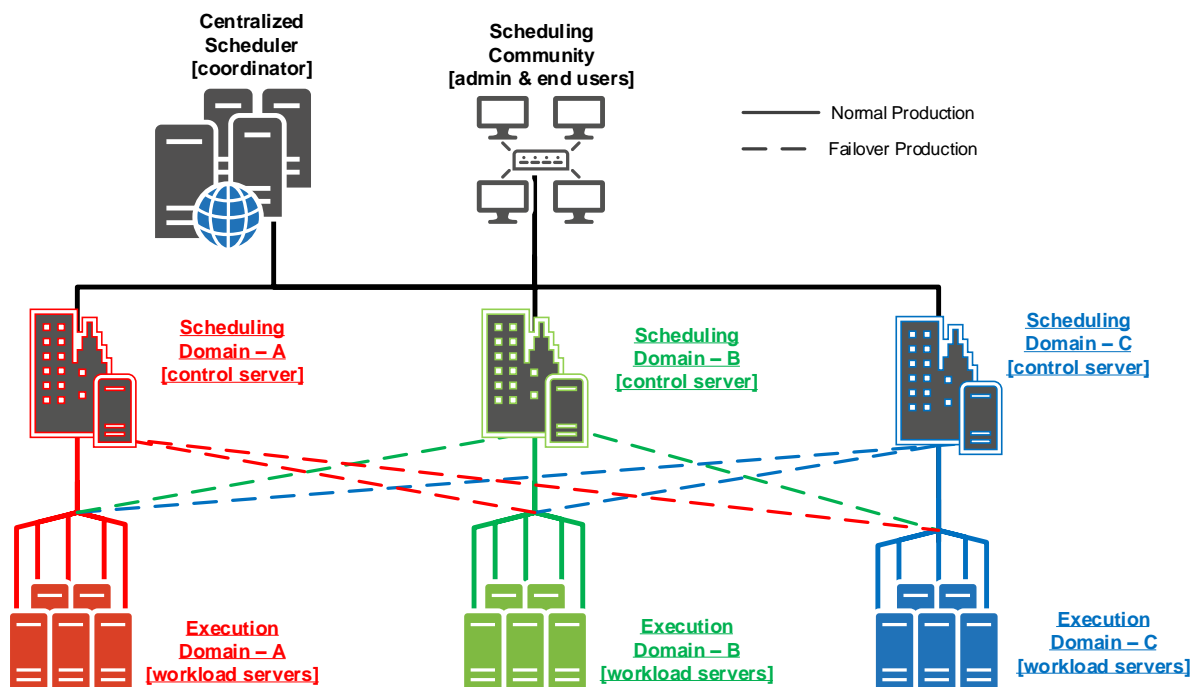 Centralized
Scheduler
[coordinator]
Scheduling
Community
[admin & end users]
Normal Production
Failover Production
Scheduling
Domain – A
[control server]
Scheduling
Domain – B
[control server]
Scheduling
Domain – C
[control server]
Execution
Domain – A
[workload servers]
Execution
Domain – B
[workload servers]
Execution
Domain – C
[workload servers]